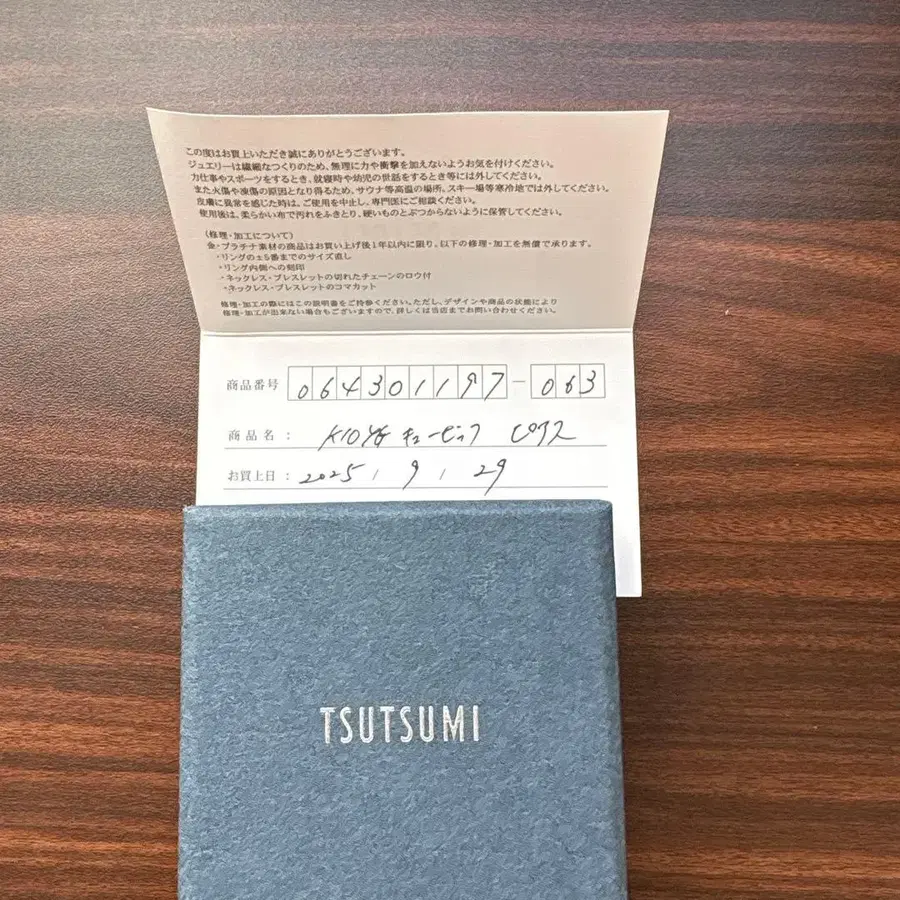 この度はお買上いただき誠にありがとうございます。
ジュエリーは繊細なつくりのため、無理に力や衝撃を加えないようお気を付けください。
力仕事やスポーツをするとき、就寝時や幼児の世話をするとき等には外してください。
また火傷や凍傷の原因となり得るため、サウナ等高温の場所、スキー場等寒冷地では外してください。
皮膚に異常を感じた時は、ご使用を中止し、専門医にご相談ください。
使用後は、柔らかい布で汚れをふきとり、硬いものとぶつからないように保管してください。
〈修理・加工について〉
金・プラチナ素材の商品はお買い上げ後1年以内に限り、以下の修理・加工を無償で承ります。
・リングの±5番までのサイズ直し
・リング内側への刻印
・ネックレス・ブレスレットの切れたチェーンのロウ付
・ネックレス・ブレスレットのコマカット
修理・加工の際にはこの説明書をご持参ください。ただし、デザインや商品の状態により
修理・加工が出来ない場合もございますので、詳しくは当店までお問い合わせください。
商品番号 064301197-063
商品名: K10YG キューピック ピアス
お買上日: 2025 / 9 / 29
TSUTSUMI